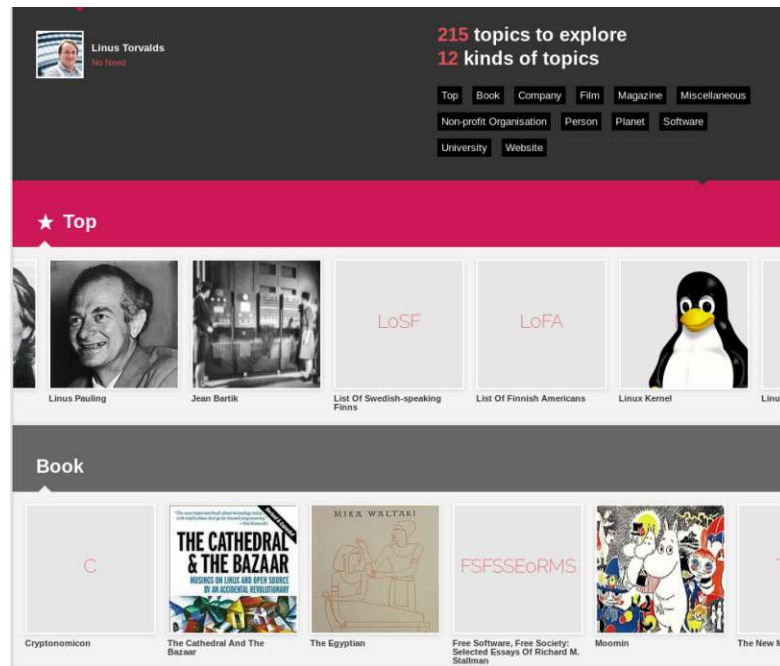 Linus Torvalds
No Need
215 topics to explore
12 kinds of topics
Top Book Company Film Magazine Miscellaneous
Non-profit Organisation Person Planet Software
University Website
★ Top
LoSF
LoFA
Linus Pauling
Jean Bartik
List Of Swedish-speaking
Finns
List Of Finnish Americans
Linux Kernel
Linu
Book
C
THE CATHEDRAL
& THE BAZAAR
MUSINGS ON LINUX AND OPEN SOURCE
BY AN ACCIDENTAL REVOLUTIONARY
MIKA WALTARI
FSFSSEoRMS
Cryptonomicon
The Cathedral And The
Bazaar
The Egyptian
Free Software, Free Society:
Selected Essays Of Richard M.
Stallman
Moomin
The New